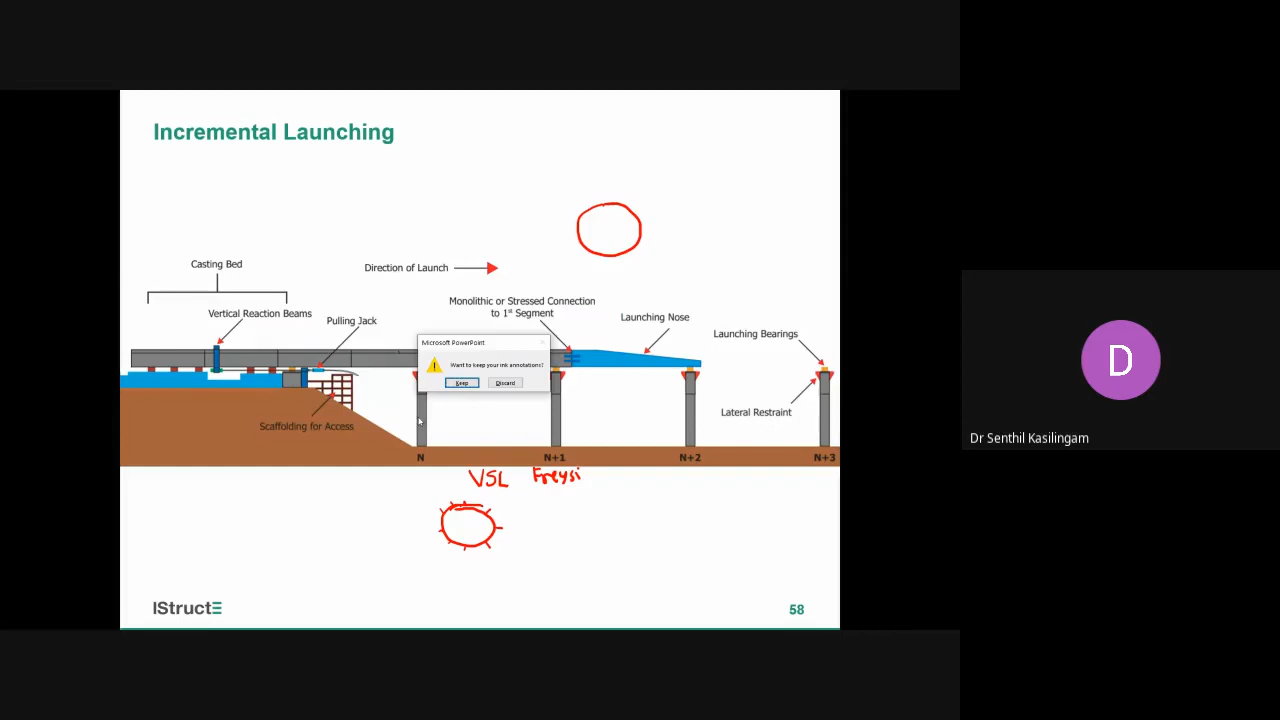 Incremental Launching
Casting Bed
Direction of Launch
Monolithic or Stressed Connection
to 1st Segment
Vertical Reaction Beams
Pulling Jack
Launching Nose
Launching Bearings
Microsoft PowerPoint
Want to keep your ink annotations?
Keep
Discard
Lateral Restraint
Scaffolding for Access
N
N+1
N+2
N+3
VSL Freysi
IStructE
58
D
Dr Senthil Kasilingam